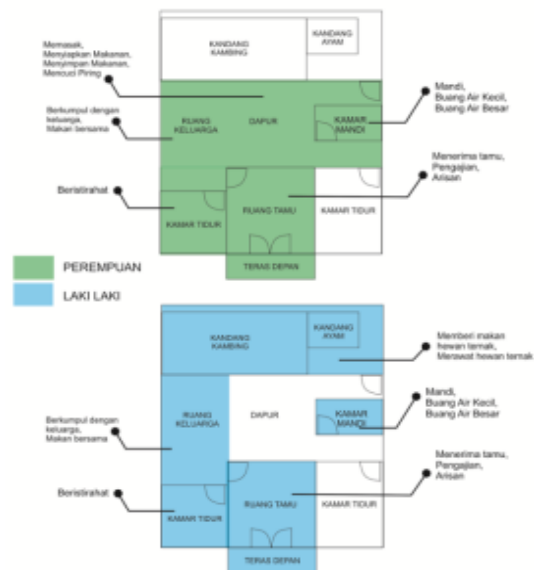 Memasak,
Menyiapkan Makanan,
Menyimpan Makanan,
Mencuci Piring
KANDANG
KAMBING
KANDANG
AYAM
Berkumpul dengan
keluarga,
Makan bersama
RUANG
KELUARGA
DAPUR
KAMAR
MANDI
Mandi,
Buang Air Kecil,
Buang Air Besar
Menerima tamu,
Pengajian,
Arisan
Beristirahat
KAMAR TIDUR
RUANG TAMU
KAMAR TIDUR
TERAS DEPAN
PEREMPUAN
LAKI LAKI
KANDANG
KAMBING
KANDANG
AYAM
Memberi makan
hewan ternak,
Merawat hewan ternak
Berkumpul dengan
keluarga,
Makan bersama
RUANG
KELUARGA
DAPUR
KAMAR
MANDI
Mandi,
Buang Air Kecil,
Buang Air Besar
Menerima tamu,
Pengajian,
Arisan
Beristirahat
KAMAR TIDUR
RUANG TAMU
KAMAR TIDUR
TERAS DEPAN